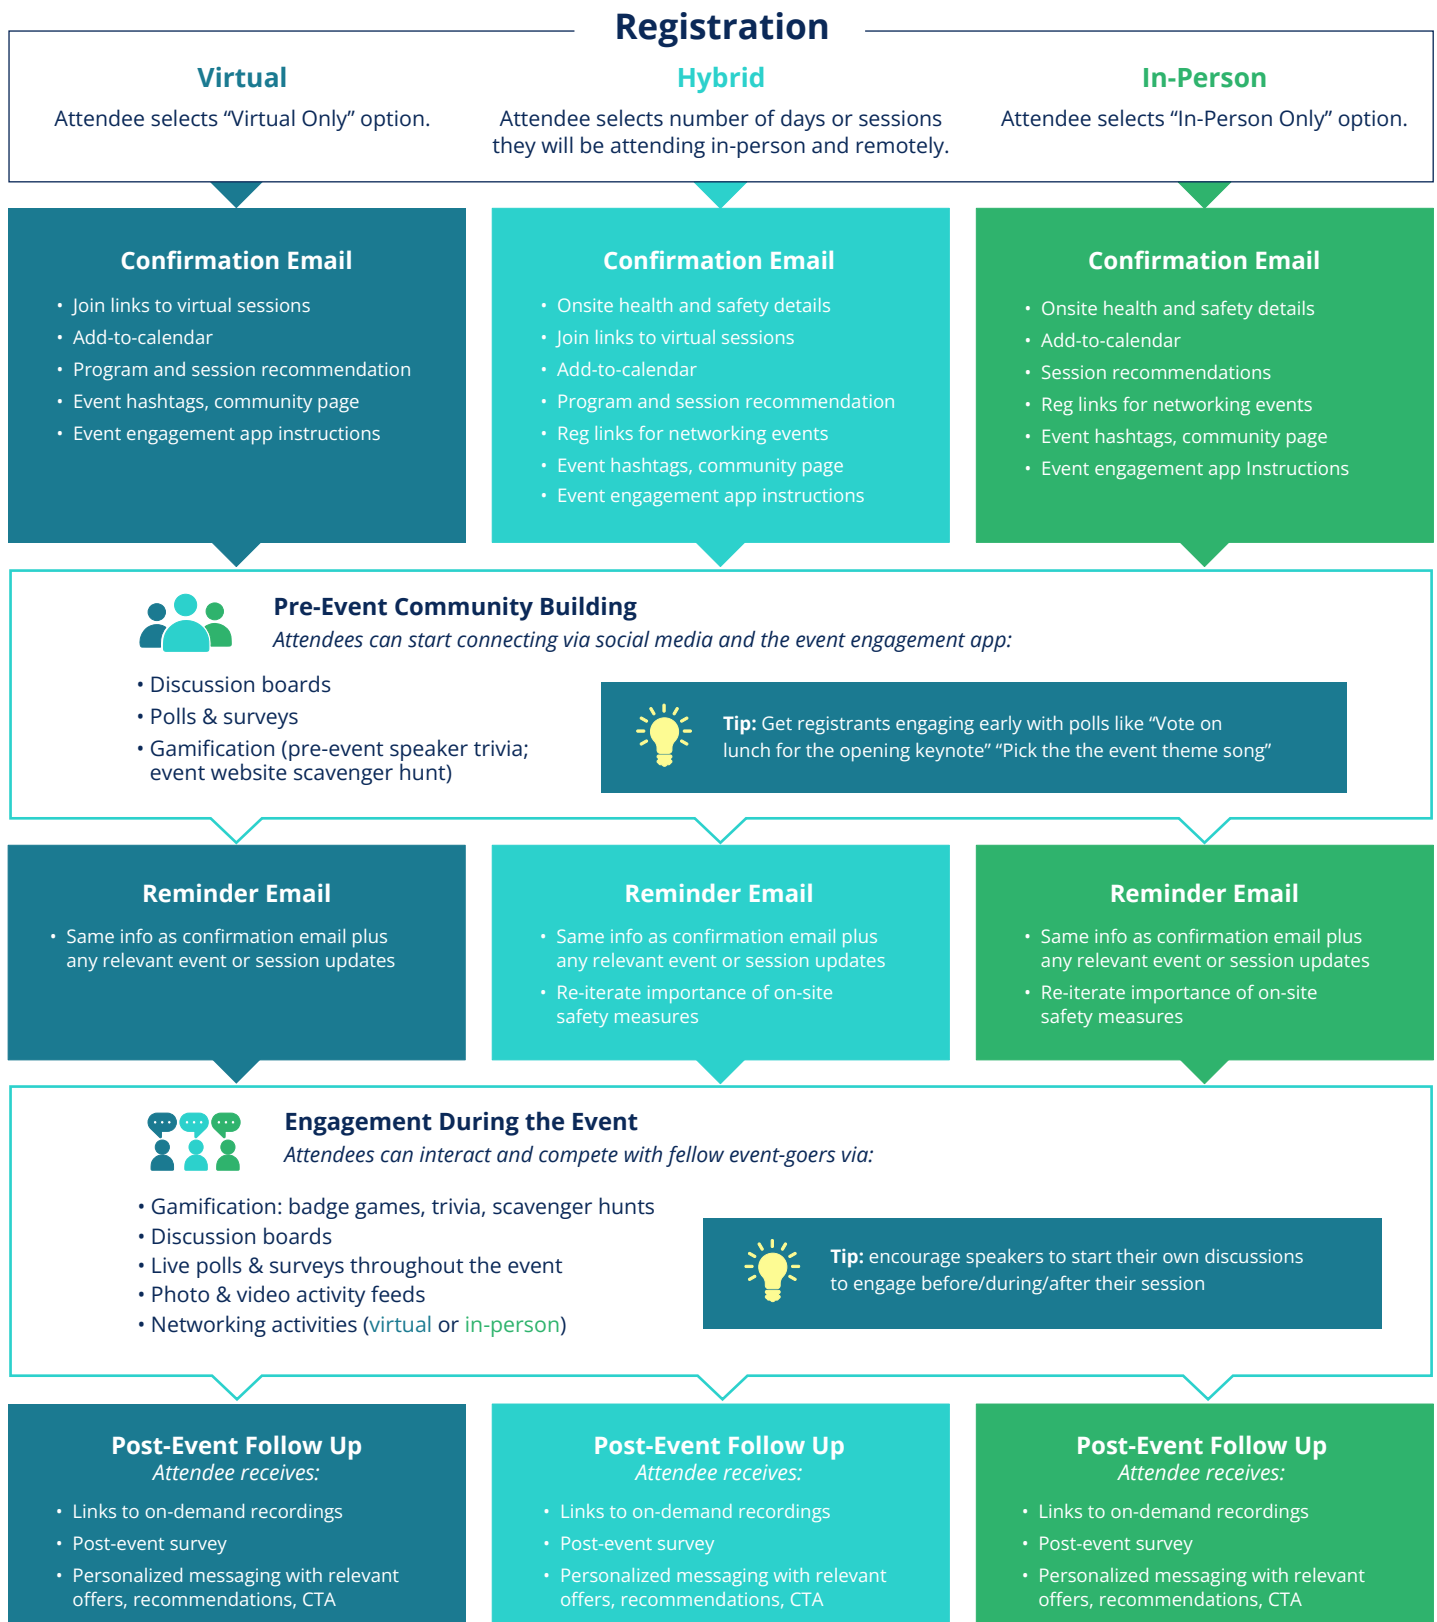 Registration
Virtual
Attendee selects “Virtual Only” option.
Hybrid
Attendee selects number of days or sessions
they will be attending in-person and remotely.
In-Person
Attendee selects “In-Person Only” option.
Confirmation Email
• Join links to virtual sessions
• Add-to-calendar
• Program and session recommendation
• Event hashtags, community page
• Event engagement app instructions
Confirmation Email
• Onsite health and safety details
• Join links to virtual sessions
• Add-to-calendar
• Program and session recommendation
• Reg links for networking events
• Event hashtags, community page
• Event engagement app instructions
Confirmation Email
• Onsite health and safety details
• Add-to-calendar
• Session recommendations
• Reg links for networking events
• Event hashtags, community page
• Event engagement app Instructions
Pre-Event Community Building
Attendees can start connecting via social media and the event engagement app:
• Discussion boards
• Polls & surveys
• Gamification (pre-event speaker trivia;
event website scavenger hunt)
Tip: Get registrants engaging early with polls like “Vote on
lunch for the opening keynote” “Pick the the event theme song”
Reminder Email
• Same info as confirmation email plus
any relevant event or session updates
Reminder Email
• Same info as confirmation email plus
any relevant event or session updates
• Re-iterate importance of on-site
safety measures
Reminder Email
• Same info as confirmation email plus
any relevant event or session updates
• Re-iterate importance of on-site
safety measures
Engagement During the Event
Attendees can interact and compete with fellow event-goers via:
• Gamification: badge games, trivia, scavenger hunts
• Discussion boards
• Live polls & surveys throughout the event
• Photo & video activity feeds
• Networking activities (virtual or in-person)
Tip: encourage speakers to start their own discussions
to engage before/during/after their session
Post-Event Follow Up
Attendee receives:
• Links to on-demand recordings
• Post-event survey
• Personalized messaging with relevant
offers, recommendations, CTA
Post-Event Follow Up
Attendee receives:
• Links to on-demand recordings
• Post-event survey
• Personalized messaging with relevant
offers, recommendations, CTA
Post-Event Follow Up
Attendee receives:
• Links to on-demand recordings
• Post-event survey
• Personalized messaging with relevant
offers, recommendations, CTA